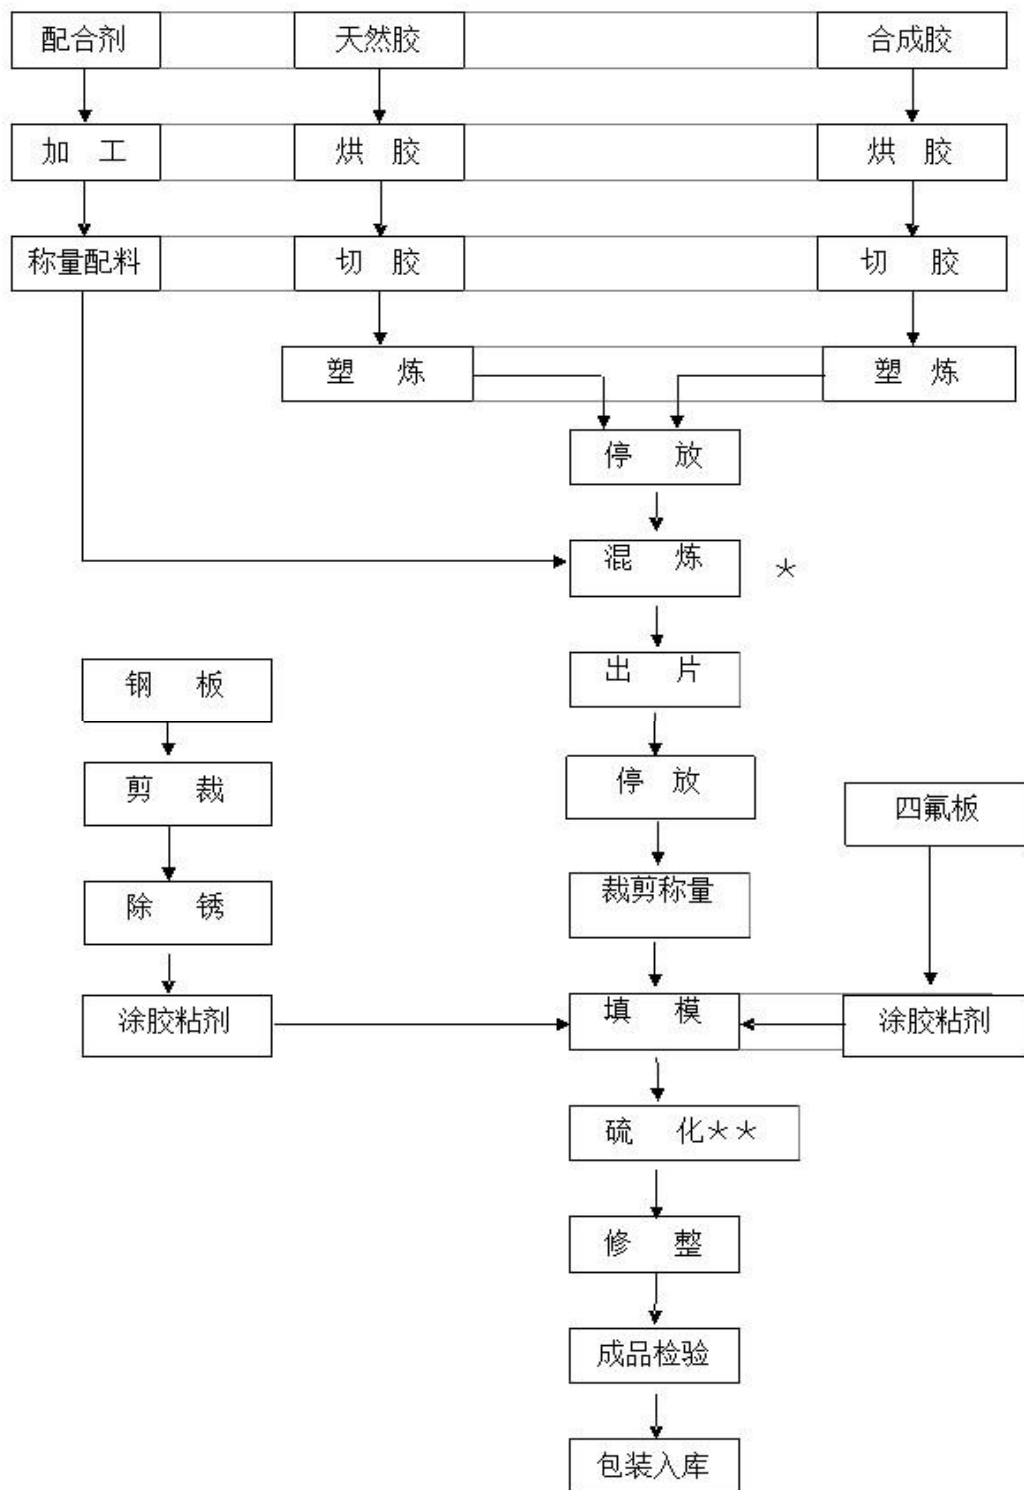 配合剂 天然胶 合成胶
加 工 烘 胶 烘 胶
称量配料 切 胶 切 胶
塑 炼 塑 炼
停 放
混 炼 *
出 片
钢 板
停 放
剪 裁
四氟板
裁剪称量
除 锈
涂胶粘剂 填 模 涂胶粘剂
硫 化**
修 整
成品检验
包装入库